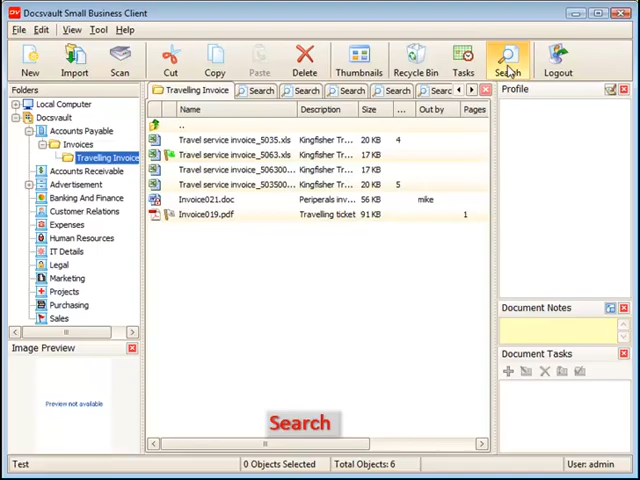 Docsvault Small Business Client
File Edit View Tool Help
New Import Scan Cut Copy Paste Delete Thumbnails Recycle Bin Tasks Search Logout
Folders
Local Computer
Docsvault
Accounts Payable
Invoices
Travelling Invoice
Accounts Receivable
Advertisement
Banking And Finance
Customer Relations
Expenses
Human Resources
IT Details
Legal
Marketing
Projects
Purchasing
Sales
Image Preview
Preview not available
Travelling Invoice Search Search Search Search Searc
Name Description Size ... Out by Pages
..
Travel service invoice_5035.xls Kingfisher Tr... 20 KB 4
Travel service invoice_5063.xls Kingfisher Tr... 17 KB
Travel service invoice_506300... Kingfisher Tr... 17 KB
Travel service invoice_503500... Kingfisher Tr... 20 KB 5
Invoice021.doc Periperals inv... 56 KB mike
Invoice019.pdf Travelling ticket 91 KB 1
Search
Profile
Document Notes
Document Tasks
Test 0 Objects Selected Total Objects: 6 User: admin